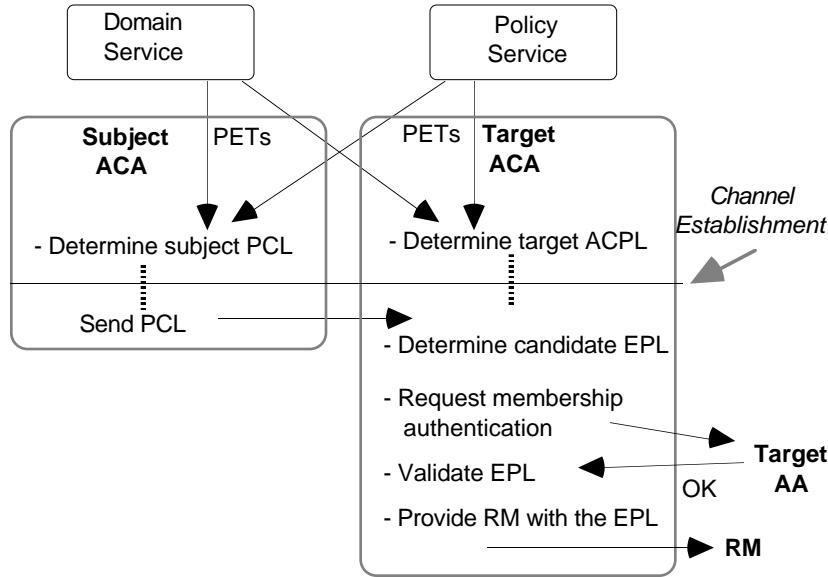 Domain
Service
Policy
Service
Subject
ACA
PETs
PETs
Target
ACA
Channel
Establishment
- Determine subject PCL
- Determine target ACPL
Send PCL
- Determine candidate EPL
- Request membership
authentication
- Validate EPL
OK
Target
AA
- Provide RM with the EPL
RM